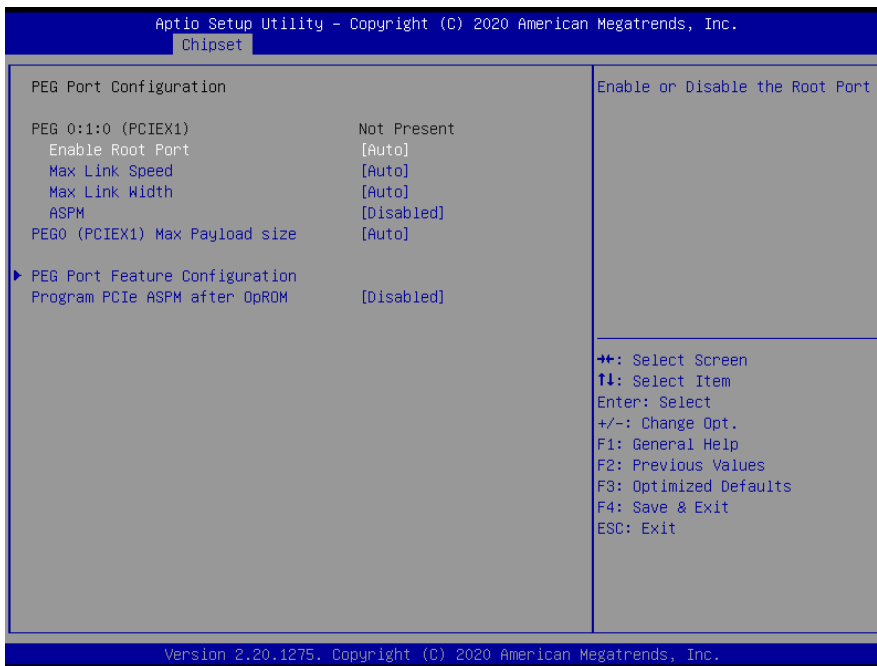 Aptio Setup Utility – Copyright (C) 2020 American Megatrends, Inc.
Chipset
PEG Port Configuration
PEG 0:1:0 (PCIEX1) Not Present
Enable Root Port [Auto]
Max Link Speed [Auto]
Max Link Width [Auto]
ASPM [Disabled]
PEG0 (PCIEX1) Max Payload size [Auto]
PEG Port Feature Configuration
Program PCIe ASPM after OpROM [Disabled]
Enable or Disable the Root Port
→←: Select Screen
↑↓: Select Item
Enter: Select
+/-: Change Opt.
F1: General Help
F2: Previous Values
F3: Optimized Defaults
F4: Save & Exit
ESC: Exit
Version 2.20.1275. Copyright (C) 2020 American Megatrends, Inc.